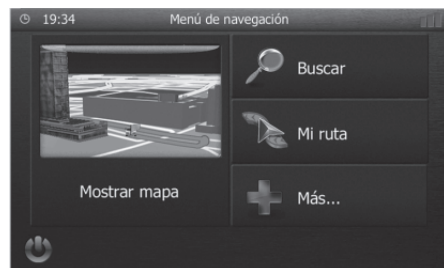 19:34 Menú de navegación
Buscar
Mi ruta
Mostrar mapa
Más...